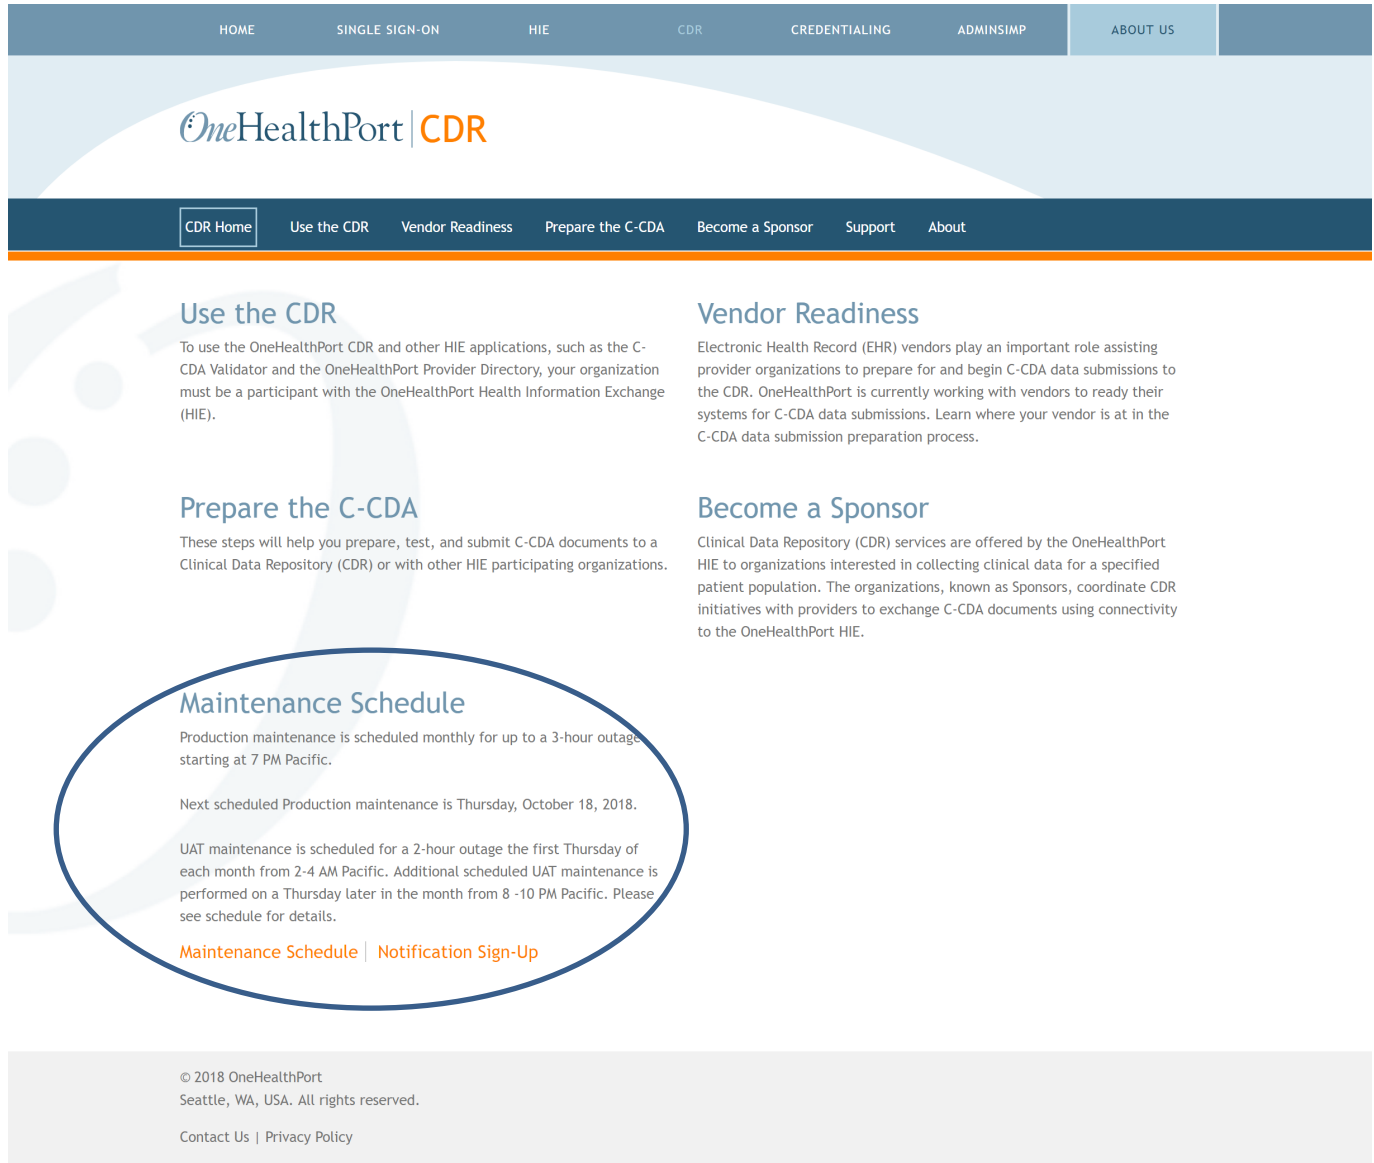 HOME SINGLE SIGN-ON HIE CDR CREDENTIALING ADMINSIMP ABOUT US
OneHealthPort CDR
CDR Home Use the CDR Vendor Readiness Prepare the C-CDA Become a Sponsor Support About
Use the CDR
To use the OneHealthPort CDR and other HIE applications, such as the C-
CDA Validator and the OneHealthPort Provider Directory, your organization
must be a participant with the OneHealthPort Health Information Exchange
(HIE).
Vendor Readiness
Electronic Health Record (EHR) vendors play an important role assisting
provider organizations to prepare for and begin C-CDA data submissions to
the CDR. OneHealthPort is currently working with vendors to ready their
systems for C-CDA data submissions. Learn where your vendor is at in the
C-CDA data submission preparation process.
Prepare the C-CDA
These steps will help you prepare, test, and submit C-CDA documents to a
Clinical Data Repository (CDR) or with other HIE participating organizations.
Become a Sponsor
Clinical Data Repository (CDR) services are offered by the OneHealthPort
HIE to organizations interested in collecting clinical data for a specified
patient population. The organizations, known as Sponsors, coordinate CDR
initiatives with providers to exchange C-CDA documents using connectivity
to the OneHealthPort HIE.
Maintenance Schedule
Production maintenance is scheduled monthly for up to a 3-hour outage
starting at 7 PM Pacific.
Next scheduled Production maintenance is Thursday, October 18, 2018.
UAT maintenance is scheduled for a 2-hour outage the first Thursday of
each month from 2-4 AM Pacific. Additional scheduled UAT maintenance is
performed on a Thursday later in the month from 8 -10 PM Pacific. Please
see schedule for details.
Maintenance Schedule Notification Sign-Up
© 2018 OneHealthPort
Seattle, WA, USA. All rights reserved.
Contact Us | Privacy Policy